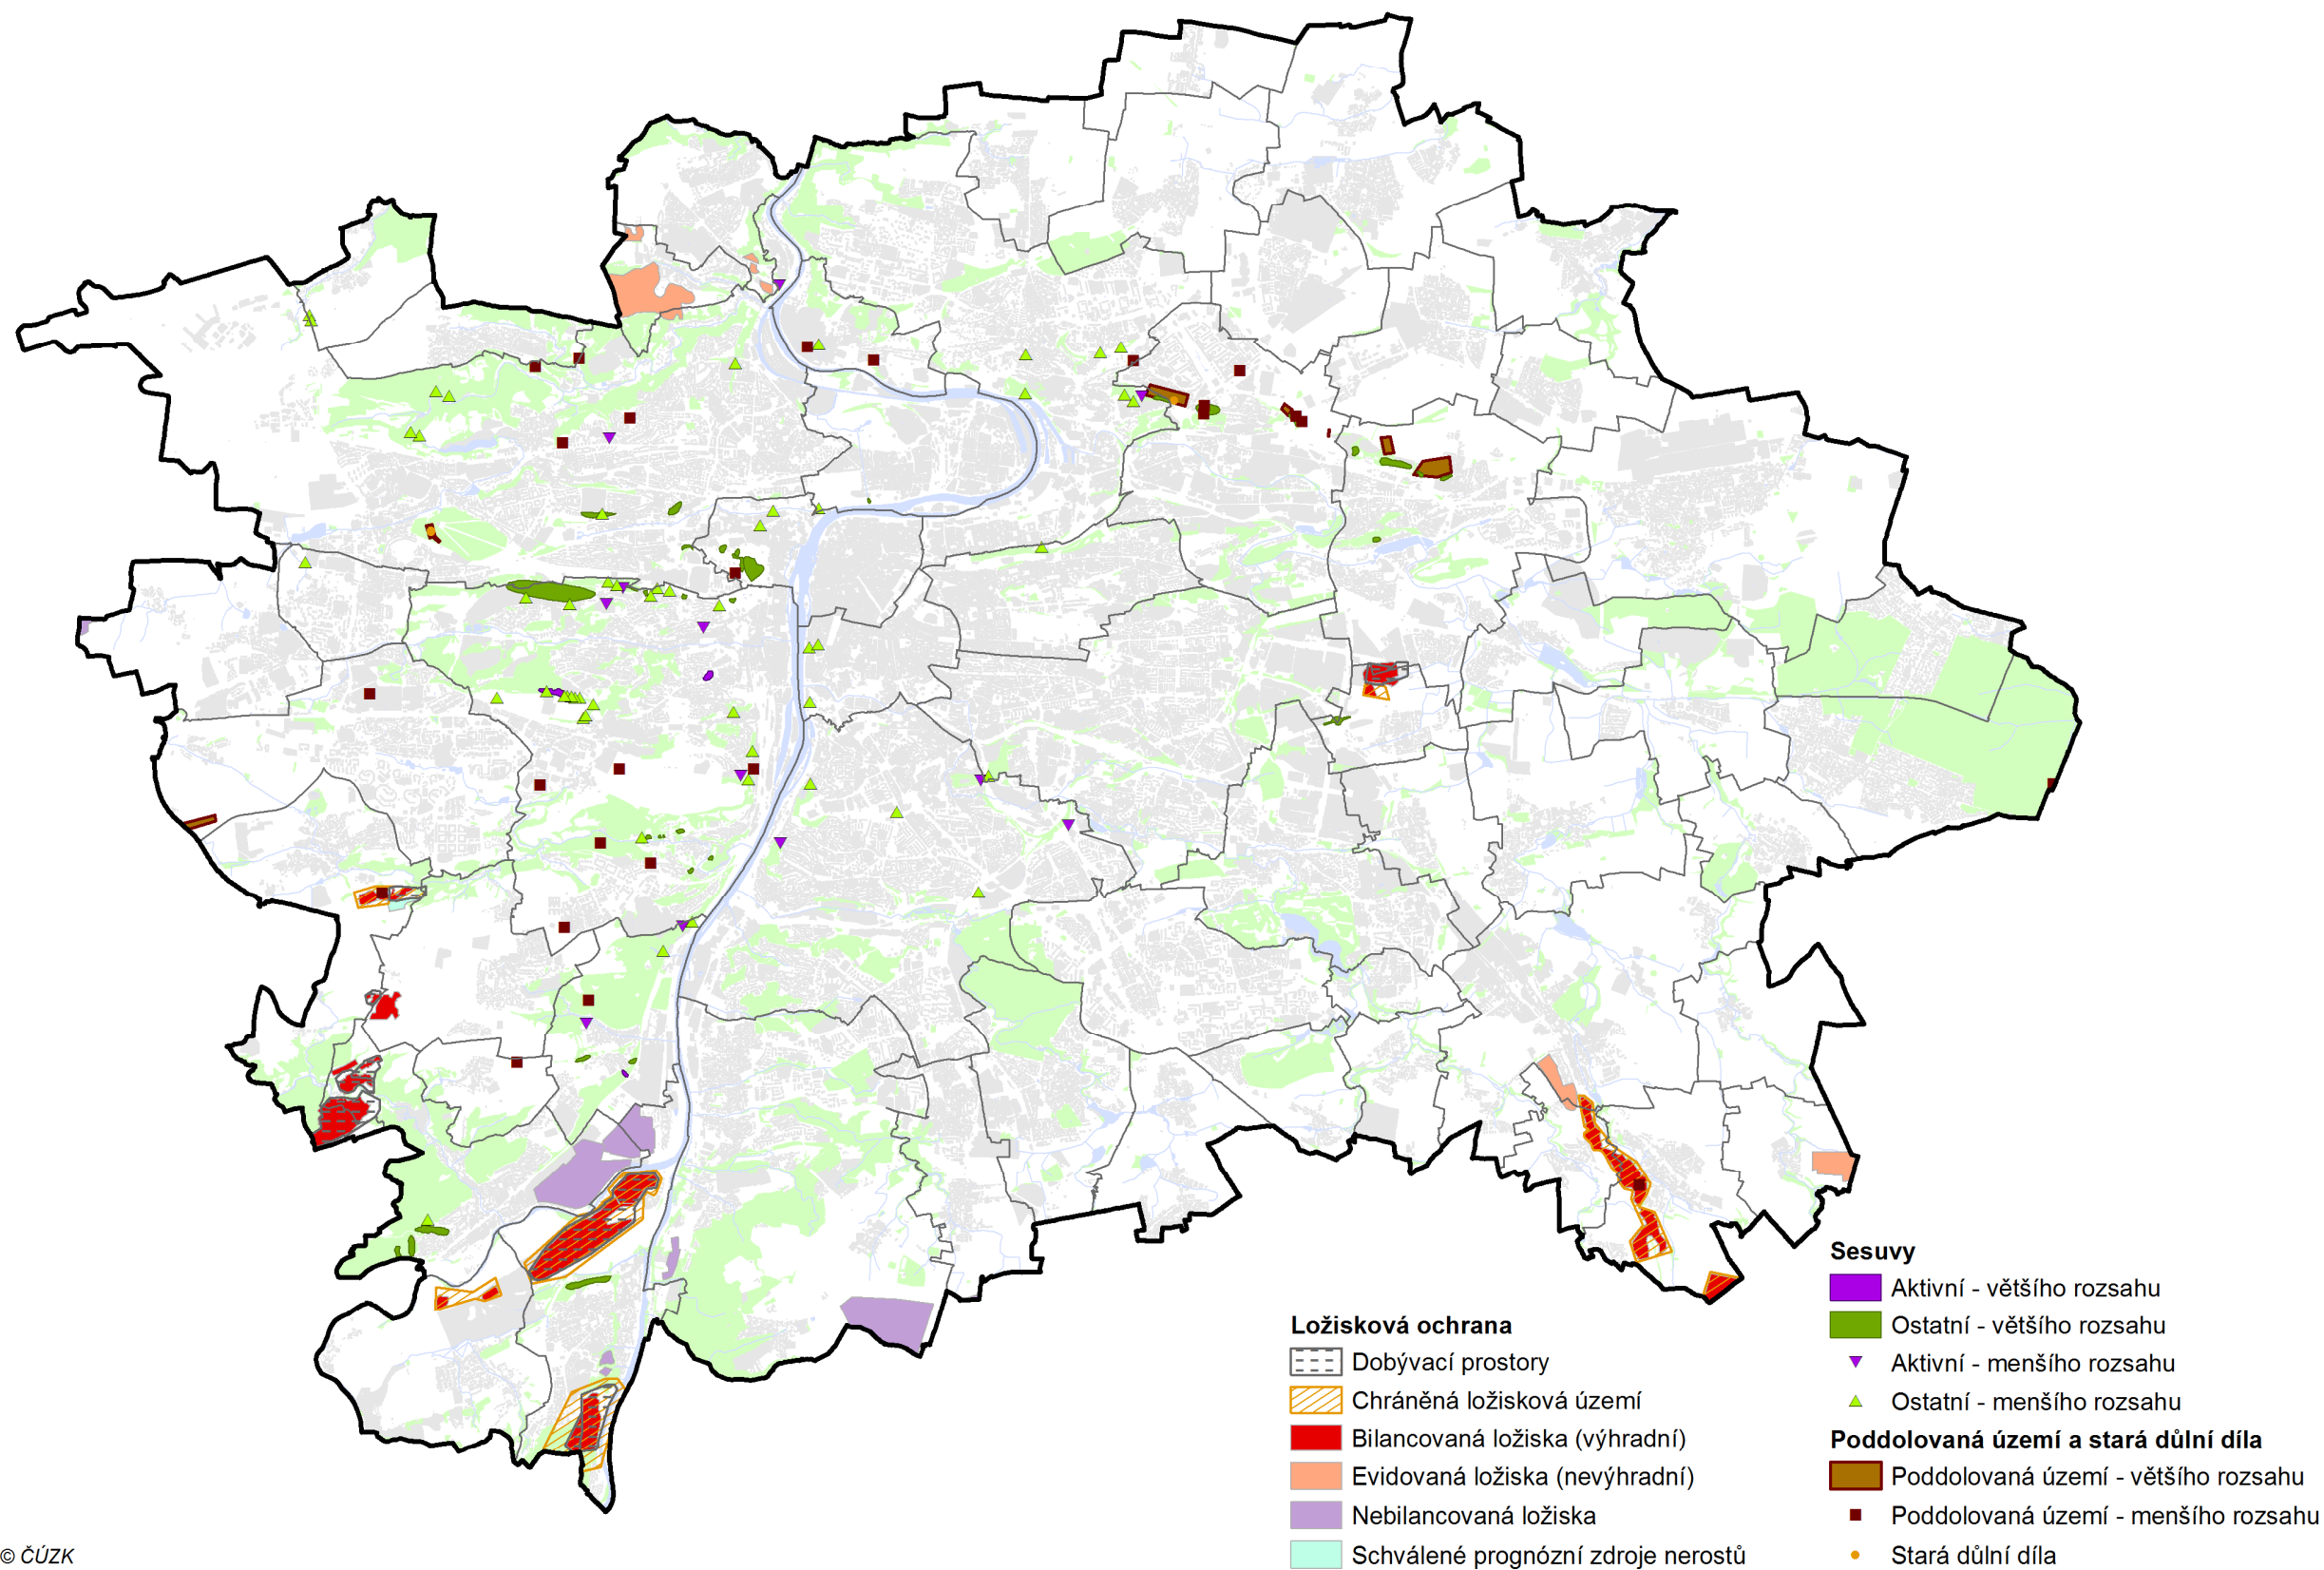 Ložisková ochrana
Dobývací prostory
Chráněná ložisková území
Bilancovaná ložiska (výhradní)
Evidovaná ložiska (nevýhradní)
Nebilancovaná ložiska
Schválené prognózní zdroje nerostů
Sesuvy
Aktivní - většího rozsahu
Ostatní - většího rozsahu
Aktivní - menšího rozsahu
Ostatní - menšího rozsahu
Poddolovaná území a stará důlní díla
Poddolovaná území - většího rozsahu
Poddolovaná území - menšího rozsahu
Stará důlní díla
© ČÚZK